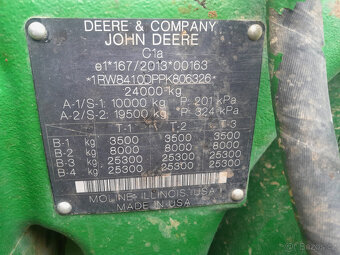 DEERE & COMPANY
JOHN DEERE
C1a
e1*167/2013*00163
*1RW8410DPPK806326*
24000 kg
A-1/S-1: 10000 kg *P: 201 kPa
A-2/S-2: 19500 kg *P: 324 kPa
T-1 T-2 T-3
B-1 kg 3500 3500 3500
B-2 kg 8000 8000 8000
B-3 kg 25300 25300 25300
B-4 kg 25300 25300 25300
MOLINE, ILLINOIS, USA
MADE IN USA